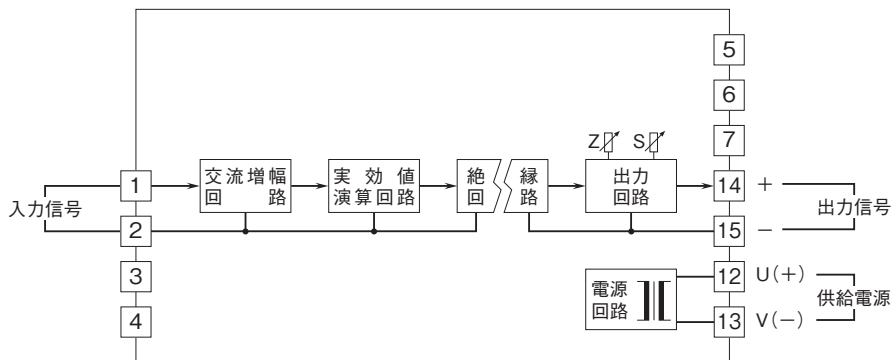 5
6
7
Z S
1
交流増幅
回　　路
実 効 値
演算回路
絶
回
縁
路
出力
回路
14
+
入力信号
出力信号
2
15
−
3
電源
回路
12
U(+)
供給電源
4
13
V(−)